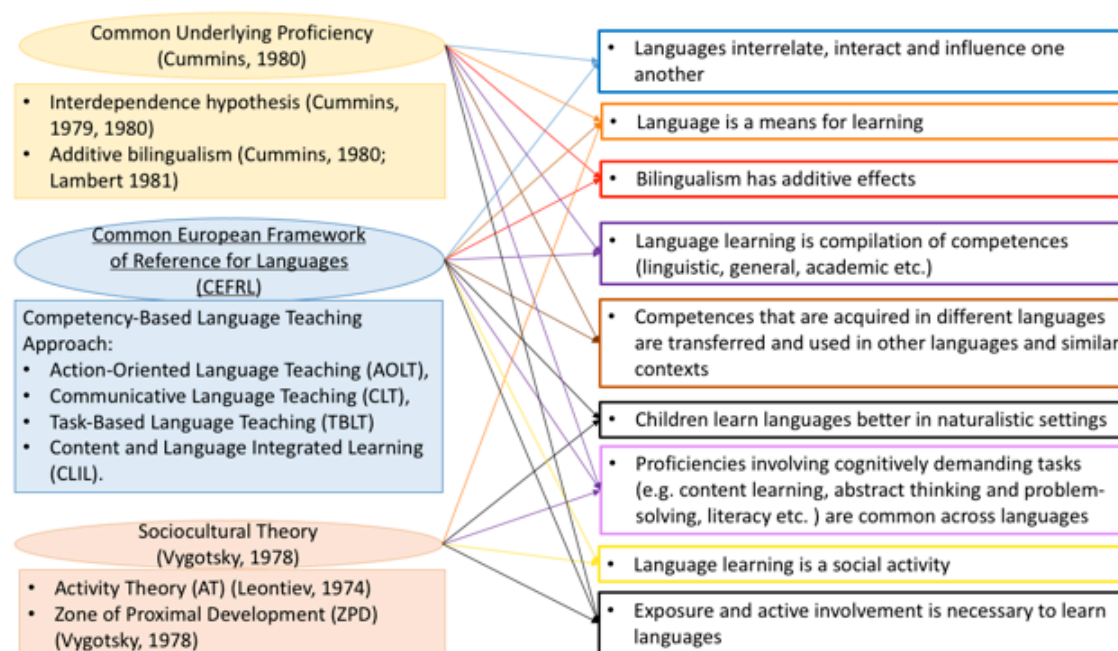 Common Underlying Proficiency
(Cummins, 1980)
• Interdependence hypothesis (Cummins,
1979, 1980)
• Additive bilingualism (Cummins, 1980;
Lambert 1981)
Common European Framework
of Reference for Languages
(CEFRL)
Competency-Based Language Teaching
Approach:
• Action-Oriented Language Teaching (AOLT),
• Communicative Language Teaching (CLT),
• Task-Based Language Teaching (TBLT)
• Content and Language Integrated Learning
(CLIL).
Sociocultural Theory
(Vygotsky, 1978)
• Activity Theory (AT) (Leontiev, 1974)
• Zone of Proximal Development (ZPD)
(Vygotsky, 1978)
• Languages interrelate, interact and influence one
another
• Language is a means for learning
• Bilingualism has additive effects
• Language learning is compilation of competences
(linguistic, general, academic etc.)
• Competences that are acquired in different languages
are transferred and used in other languages and similar
contexts
• Children learn languages better in naturalistic settings
• Proficiencies involving cognitively demanding tasks
(e.g. content learning, abstract thinking and problem-
solving, literacy etc. ) are common across languages
• Language learning is a social activity
• Exposure and active involvement is necessary to learn
languages